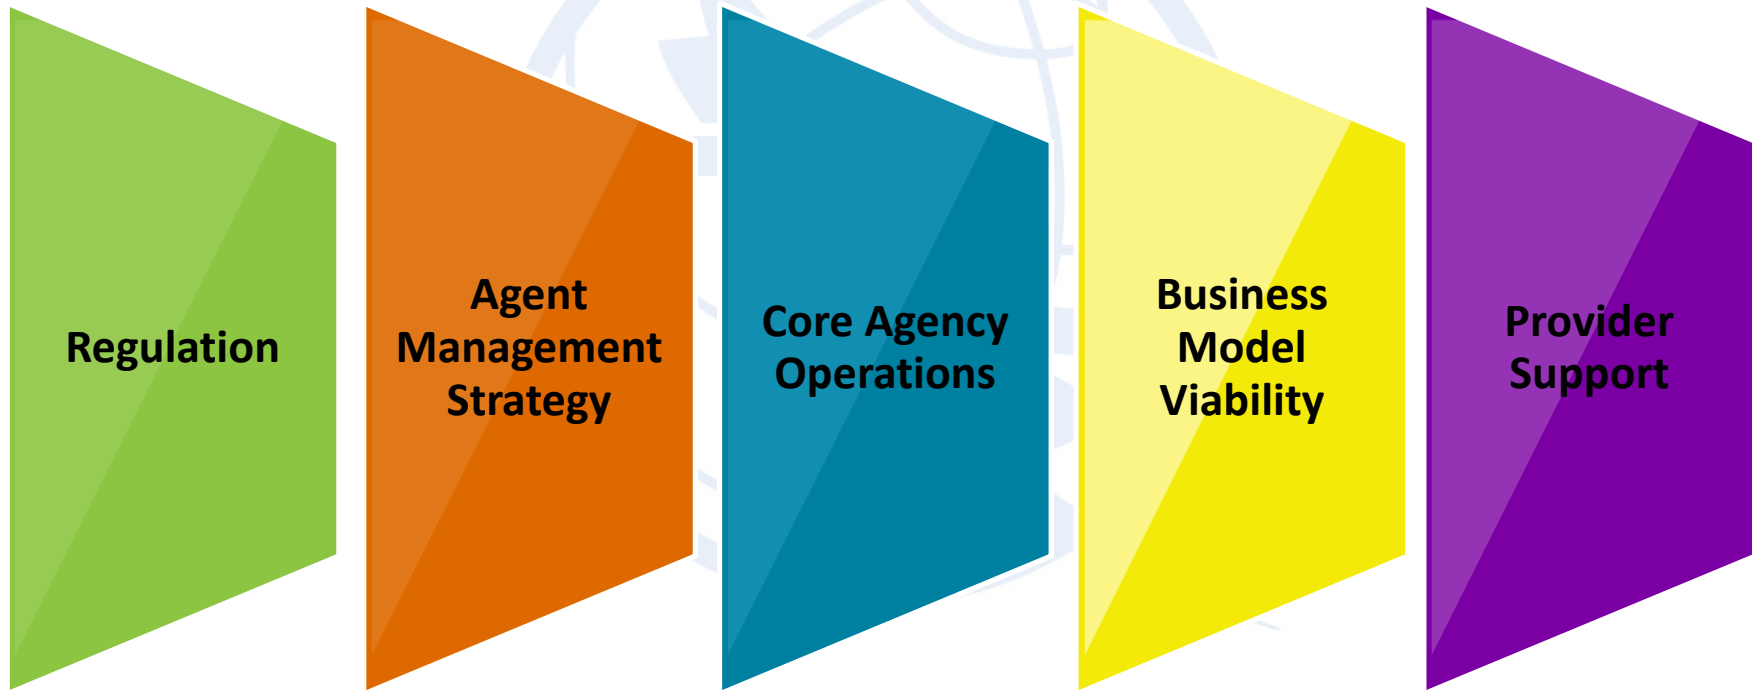 Regulation
Agent
Management
Strategy
Core Agency
Operations
Business
Model
Viability
Provider
Support